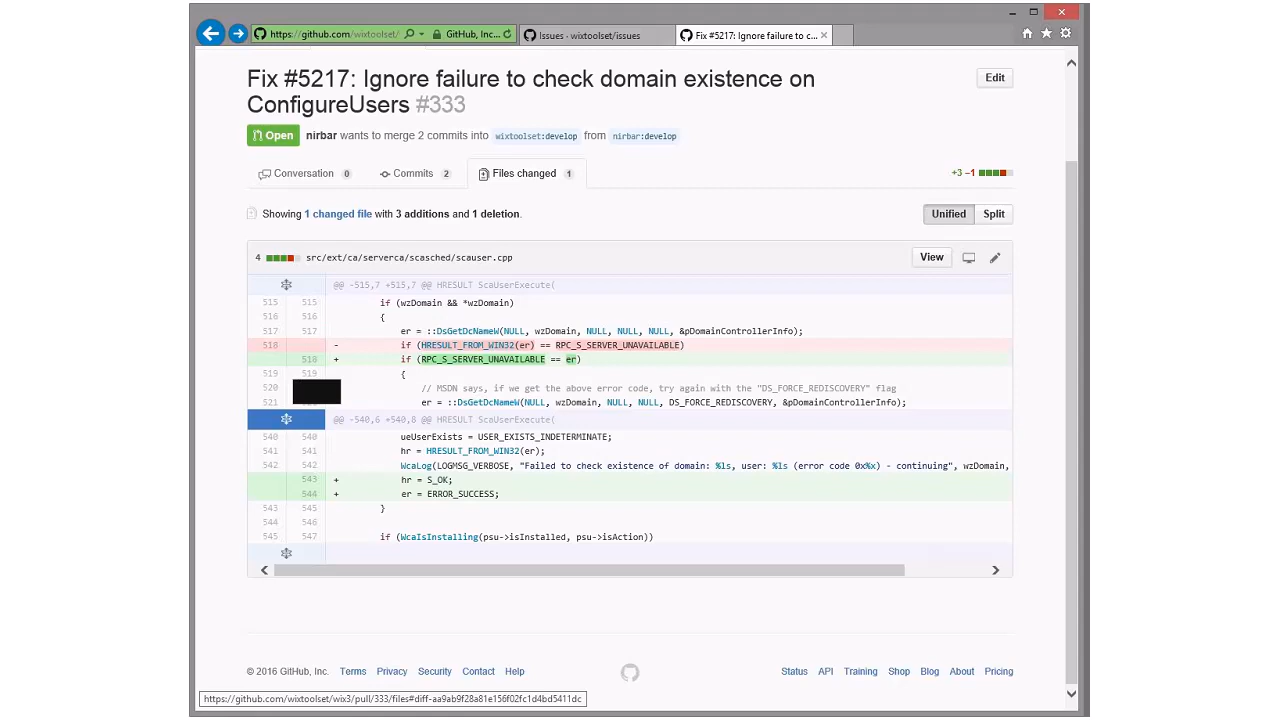 https://github.com/wixtoolset/
GitHub, Inc...
Issues · wixtoolset/issues
Fix #5217: Ignore failure to c...
Fix #5217: Ignore failure to check domain existence on
ConfigureUsers #333
Edit
Open
nirbar wants to merge 2 commits into wixtoolset:develop from nirbar:develop
Conversation 0
Commits 2
Files changed 1
+3 −1
Showing 1 changed file with 3 additions and 1 deletion.
Unified
Split
4 src/ext/ca/serverca/scasched/scauser.cpp
View
@@ -515,7 +515,7 @@ HRESULT ScaUserExecute(
515 515 if (wzDomain && *wzDomain)
516 516 {
517 517 er = ::DsGetDcNameW(NULL, wzDomain, NULL, NULL, NULL, &pDomainControllerInfo);
518 - if (HRESULT_FROM_WIN32(er) == RPC_S_SERVER_UNAVAILABLE)
518 + if (RPC_S_SERVER_UNAVAILABLE == er)
519 519 {
520 // MSDN says, if we get the above error code, try again with the "DS_FORCE_REDISCOVERY" flag
521 er = ::DsGetDcNameW(NULL, wzDomain, NULL, NULL, DS_FORCE_REDISCOVERY, &pDomainControllerInfo);
@@ -540,6 +540,8 @@ HRESULT ScaUserExecute(
540 540 ueUserExists = USER_EXISTS_INDETERMINATE;
541 541 hr = HRESULT_FROM_WIN32(er);
542 542 WcaLog(LOGMSG_VERBOSE, "Failed to check existence of domain: %ls, user: %ls (error code 0x%x) - continuing", wzDomain,
543 + hr = S_OK;
544 + er = ERROR_SUCCESS;
543 545 }
544 546
545 547 if (WcaIsInstalling(psu->isInstalled, psu->isAction))
© 2016 GitHub, Inc. Terms Privacy Security Contact Help
Status API Training Shop Blog About Pricing
https://github.com/wixtoolset/wix3/pull/333/files#diff-aa9ab9f28a81e156f02fc1d4bd5411dc